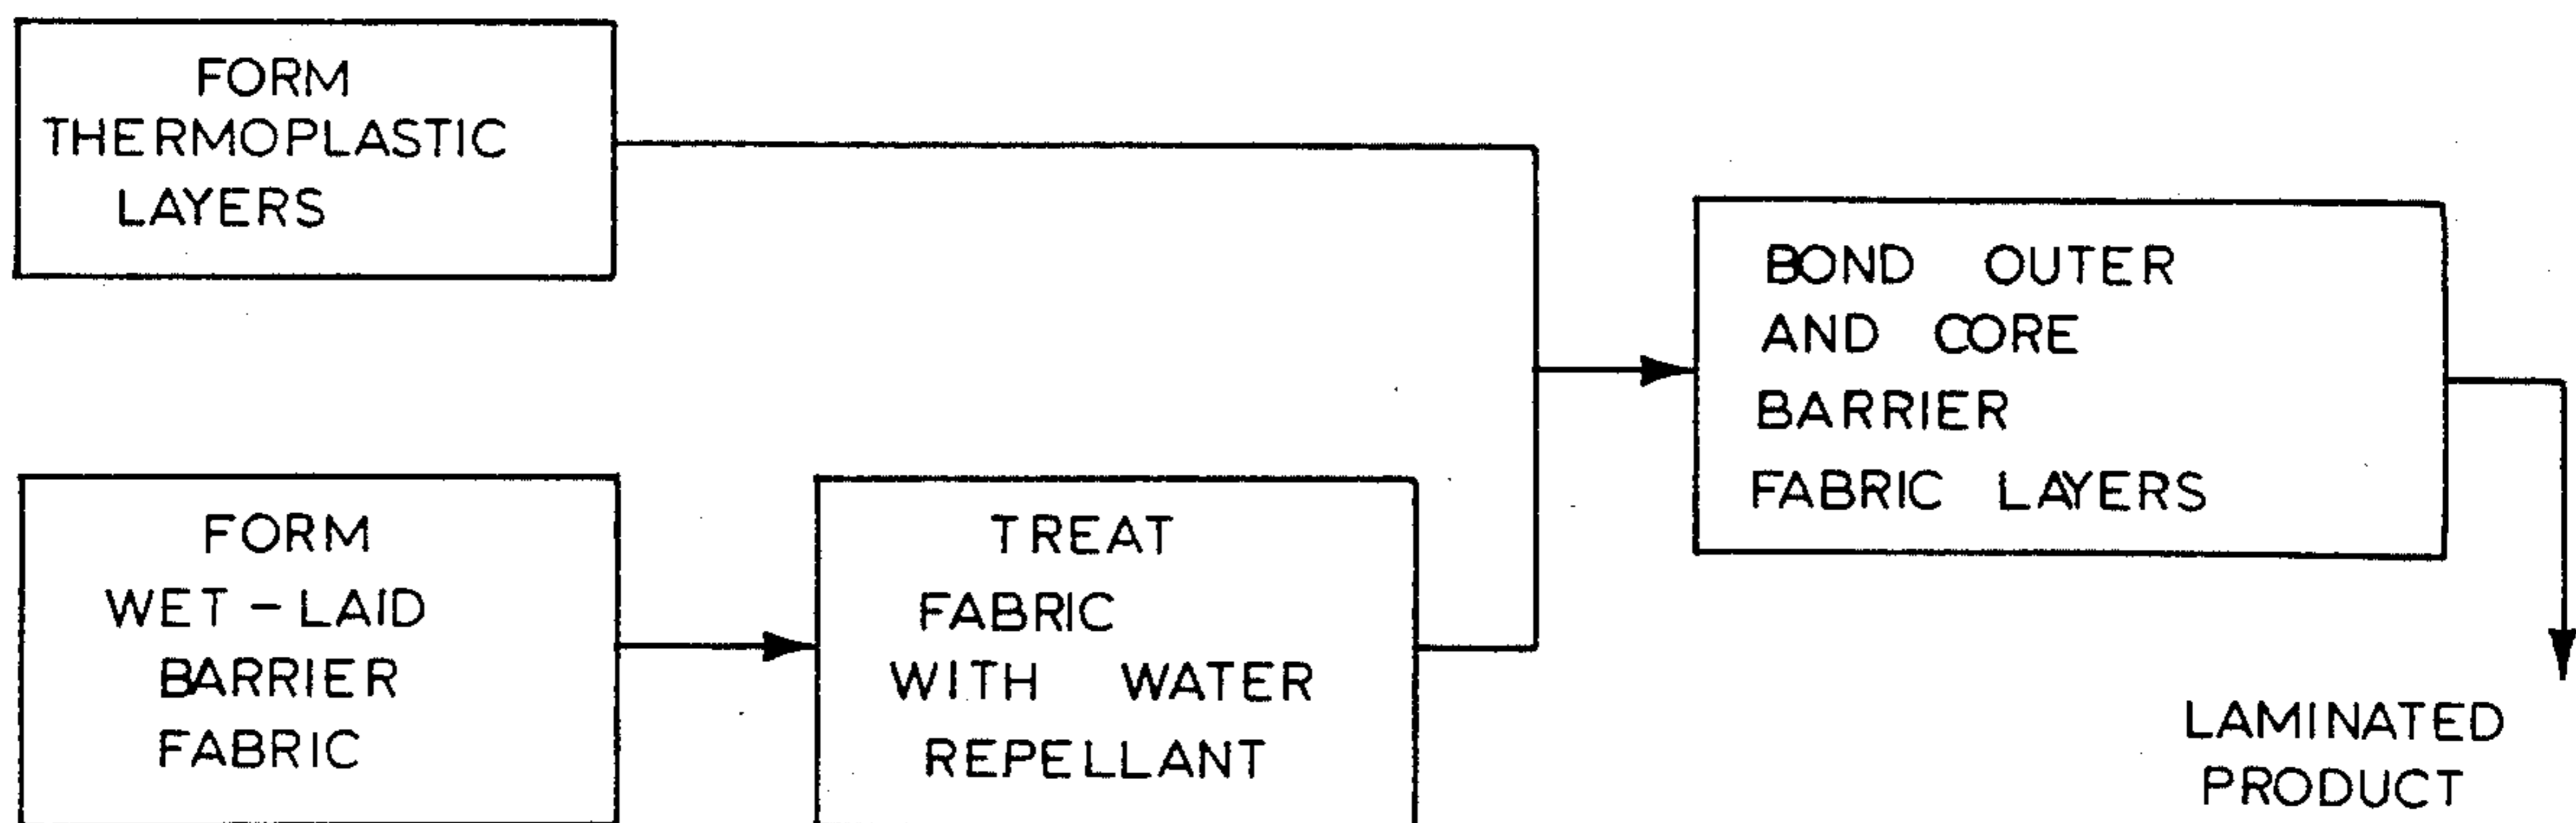 FORM
THERMOPLASTIC
LAYERS
FORM
WET-LAID
BARRIER
FABRIC
TREAT
FABRIC
WITH WATER
REPELLANT
BOND OUTER
AND CORE
BARRIER
FABRIC LAYERS
LAMINATED
PRODUCT